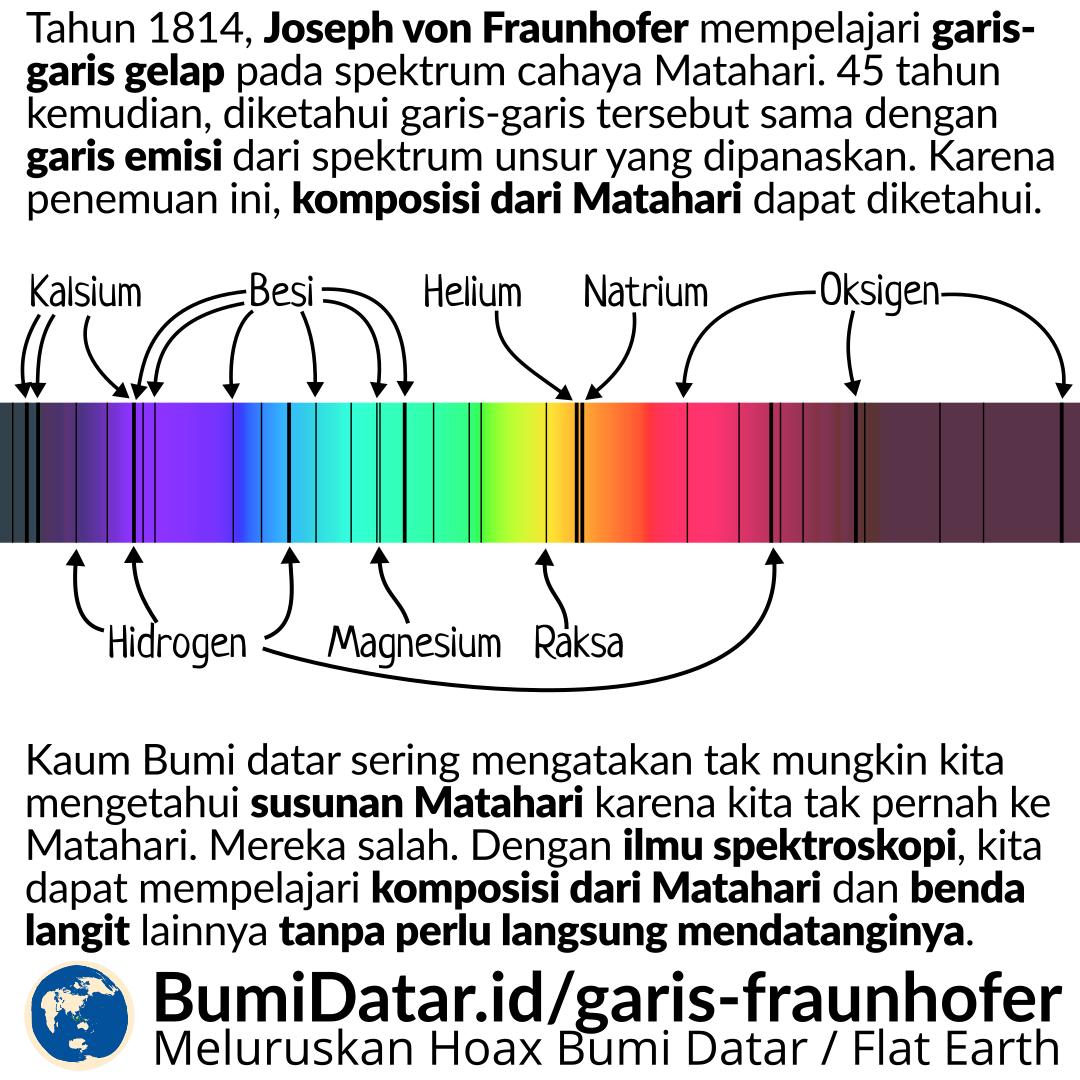 Tahun 1814, Joseph von Fraunhofer mempelajari garis-
garis gelap pada spektrum cahaya Matahari. 45 tahun
kemudian, diketahui garis-garis tersebut sama dengan
garis emisi dari spektrum unsur yang dipanaskan. Karena
penemuan ini, komposisi dari Matahari dapat diketahui.
Kalsium Besi Helium Natrium Oksigen
Hidrogen Magnesium Raksa
Kaum Bumi datar sering mengatakan tak mungkin kita
mengetahui susunan Matahari karena kita tak pernah ke
Matahari. Mereka salah. Dengan ilmu spektroskopi, kita
dapat mempelajari komposisi dari Matahari dan benda
langit lainnya tanpa perlu langsung mendatanginya.
BumiDatar.id/garis-fraunhofer
Meluruskan Hoax Bumi Datar / Flat Earth